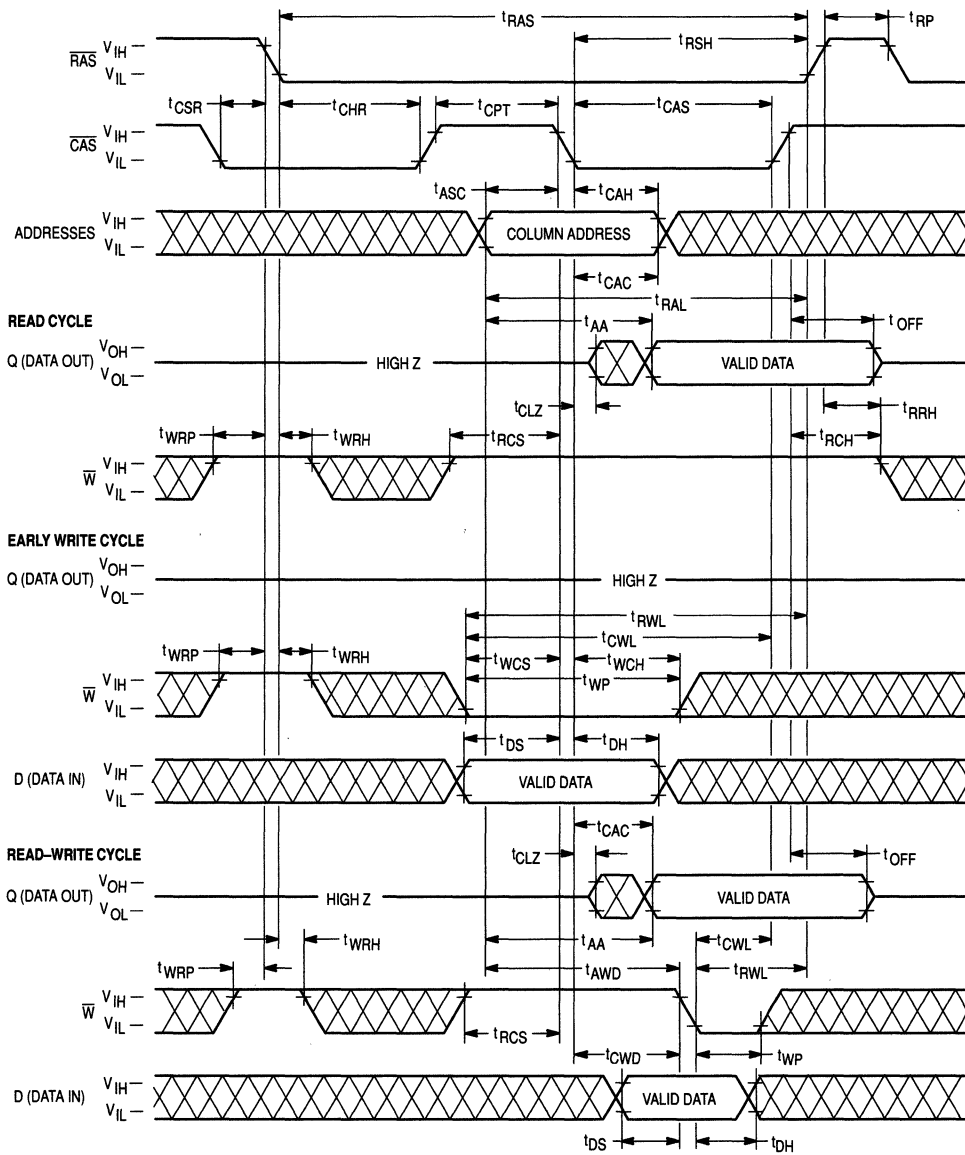 tRAS
tRP
tRSH
RAS VIH
VIL
tCSR
tCHR
tCPT
tCAS
CAS VIH
VIL
tASC
tCAH
ADDRESSES VIH
VIL
COLUMN ADDRESS
tCAC
tRAL
READ CYCLE
tAA
tOFF
Q (DATA OUT) VOH
VOL
HIGH Z
VALID DATA
tCLZ
tRRH
tWRP
tWRH
tRCS
tRCH
W VIH
VIL
EARLY WRITE CYCLE
Q (DATA OUT) VOH
VOL
HIGH Z
tRWL
tCWL
tWRP
tWRH
tWCS
tWCH
tWP
W VIH
VIL
tDS
tDH
D (DATA IN) VIH
VIL
VALID DATA
tCAC
READ–WRITE CYCLE
tCLZ
tOFF
Q (DATA OUT) VOH
VOL
HIGH Z
VALID DATA
tWRH
tAA
tCWL
tWRP
tAWD
tRWL
W VIH
VIL
tRCS
tCWD
tWP
D (DATA IN) VIH
VIL
VALID DATA
tDS
tDH